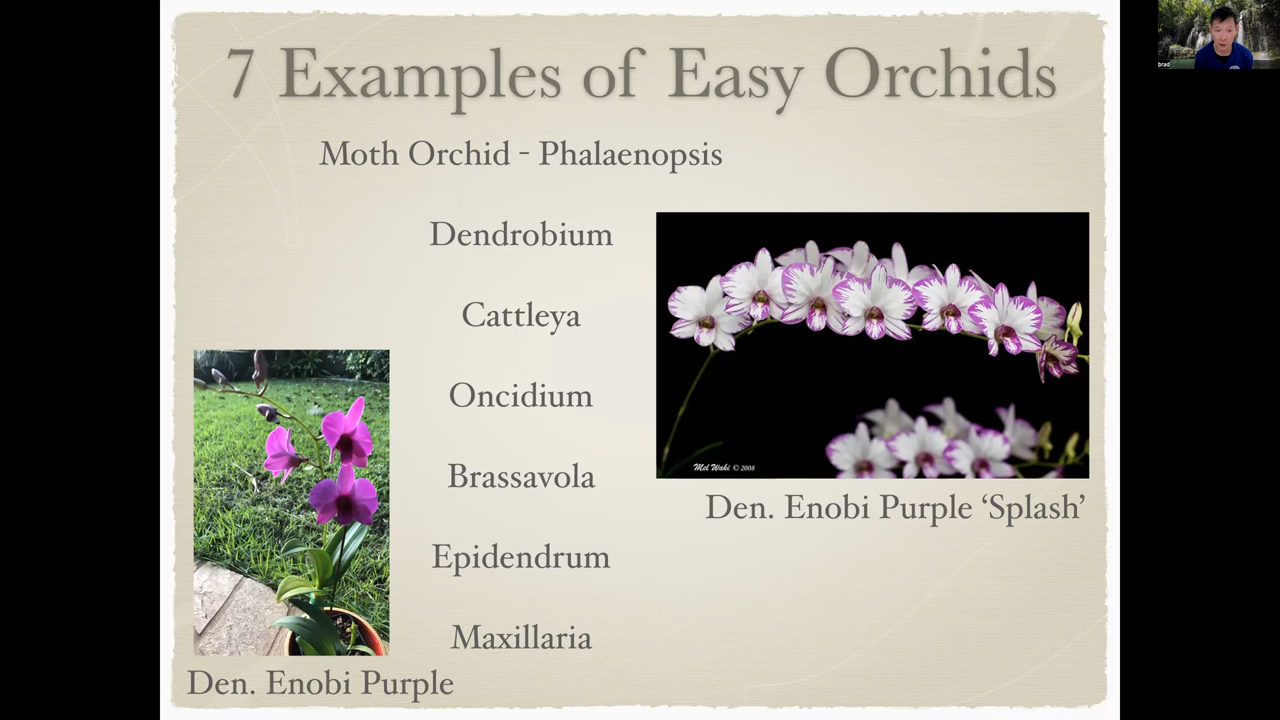 7 Examples of Easy Orchids
Moth Orchid - Phalaenopsis
Dendrobium
Cattleya
Oncidium
Brassavola
Epidendrum
Maxillaria
Mel Waki © 2008
Den. Enobi Purple ‘Splash’
Den. Enobi Purple
brad